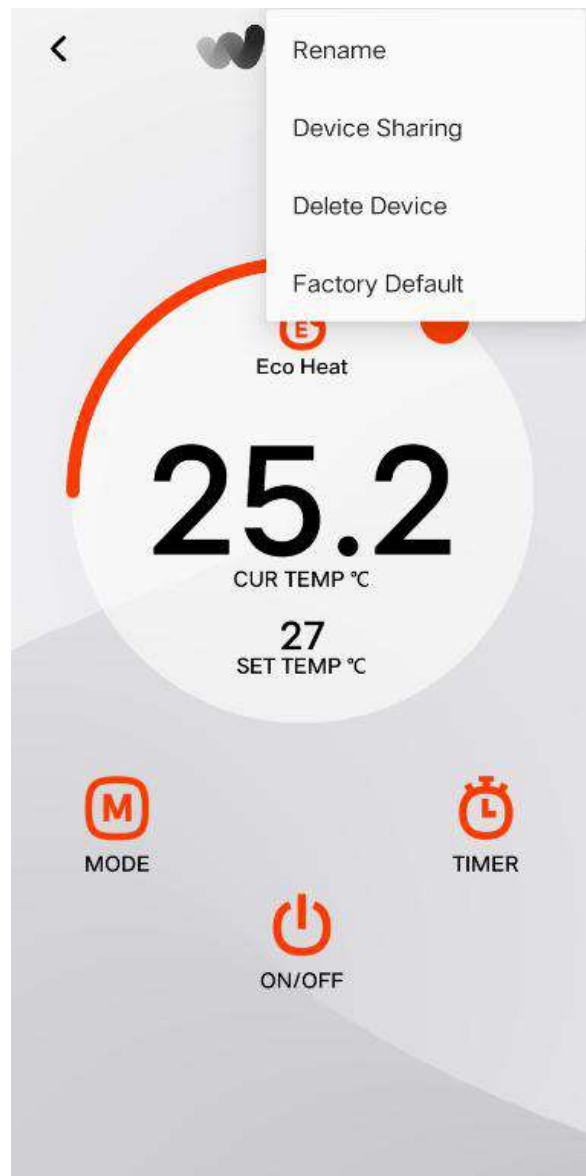 Rename
Device Sharing
Delete Device
Factory Default
E
Eco Heat
25.2
CUR TEMP °C
27
SET TEMP °C
M
MODE
TIMER
ON/OFF